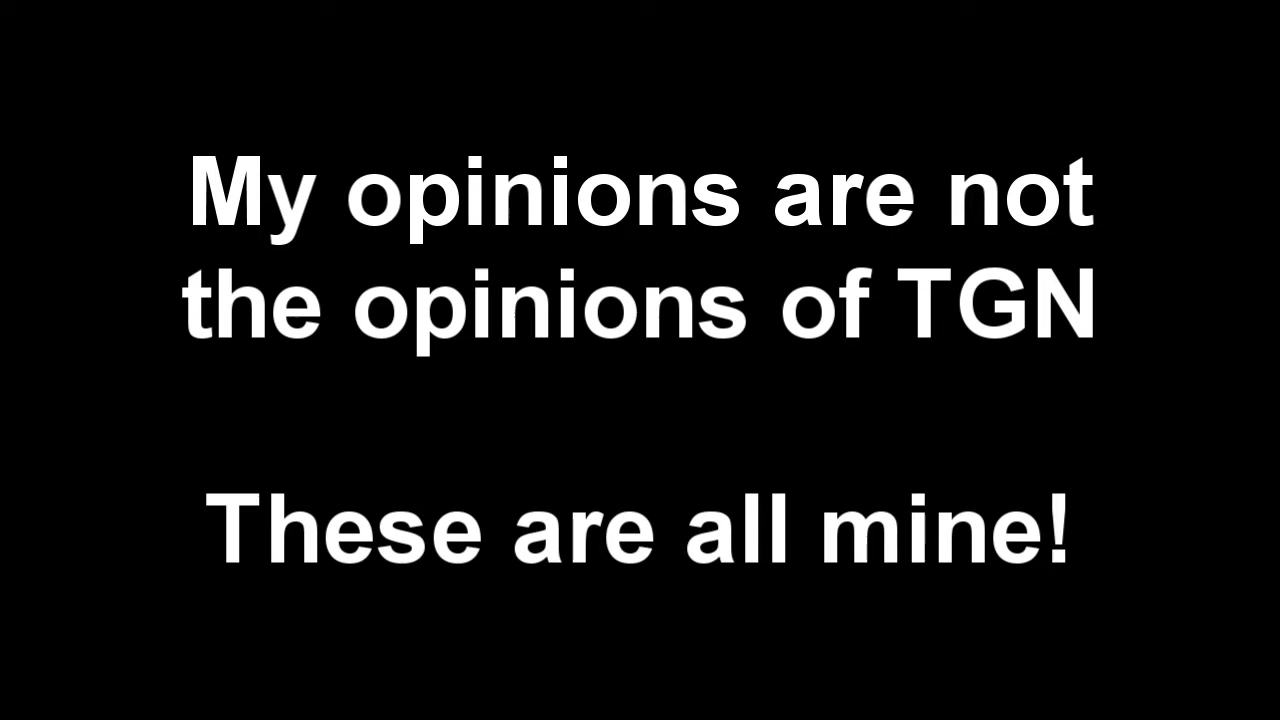 My opinions are not
the opinions of TGN
These are all mine!